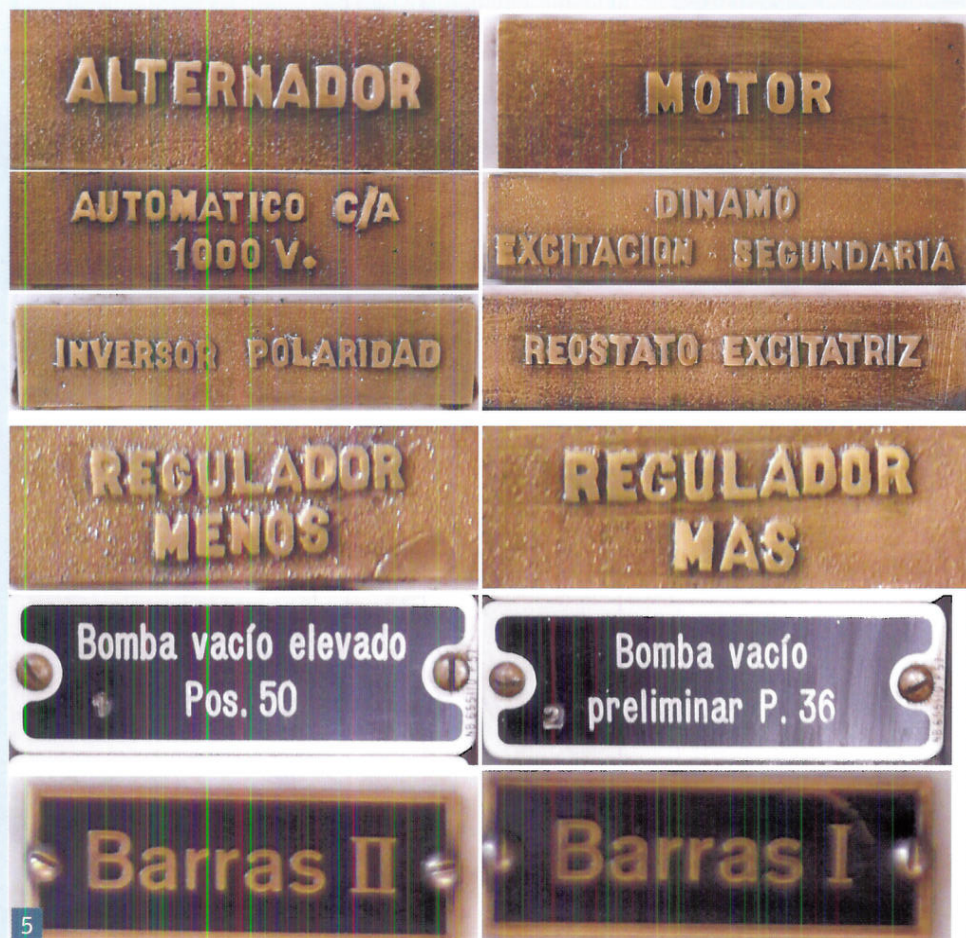 ALTERNADOR
MOTOR
AUTOMATICO C/A
1000 V.
DINAMO
EXCITACION SEGUNDARIA
INVERSOR POLARIDAD
REOSTATO EXCITATRIZ
REGULADOR
MENOS
REGULADOR
MAS
Bomba vacío elevado
Pos. 50
Bomba vacío
2 preliminar P. 36
Barras II
Barras I
5